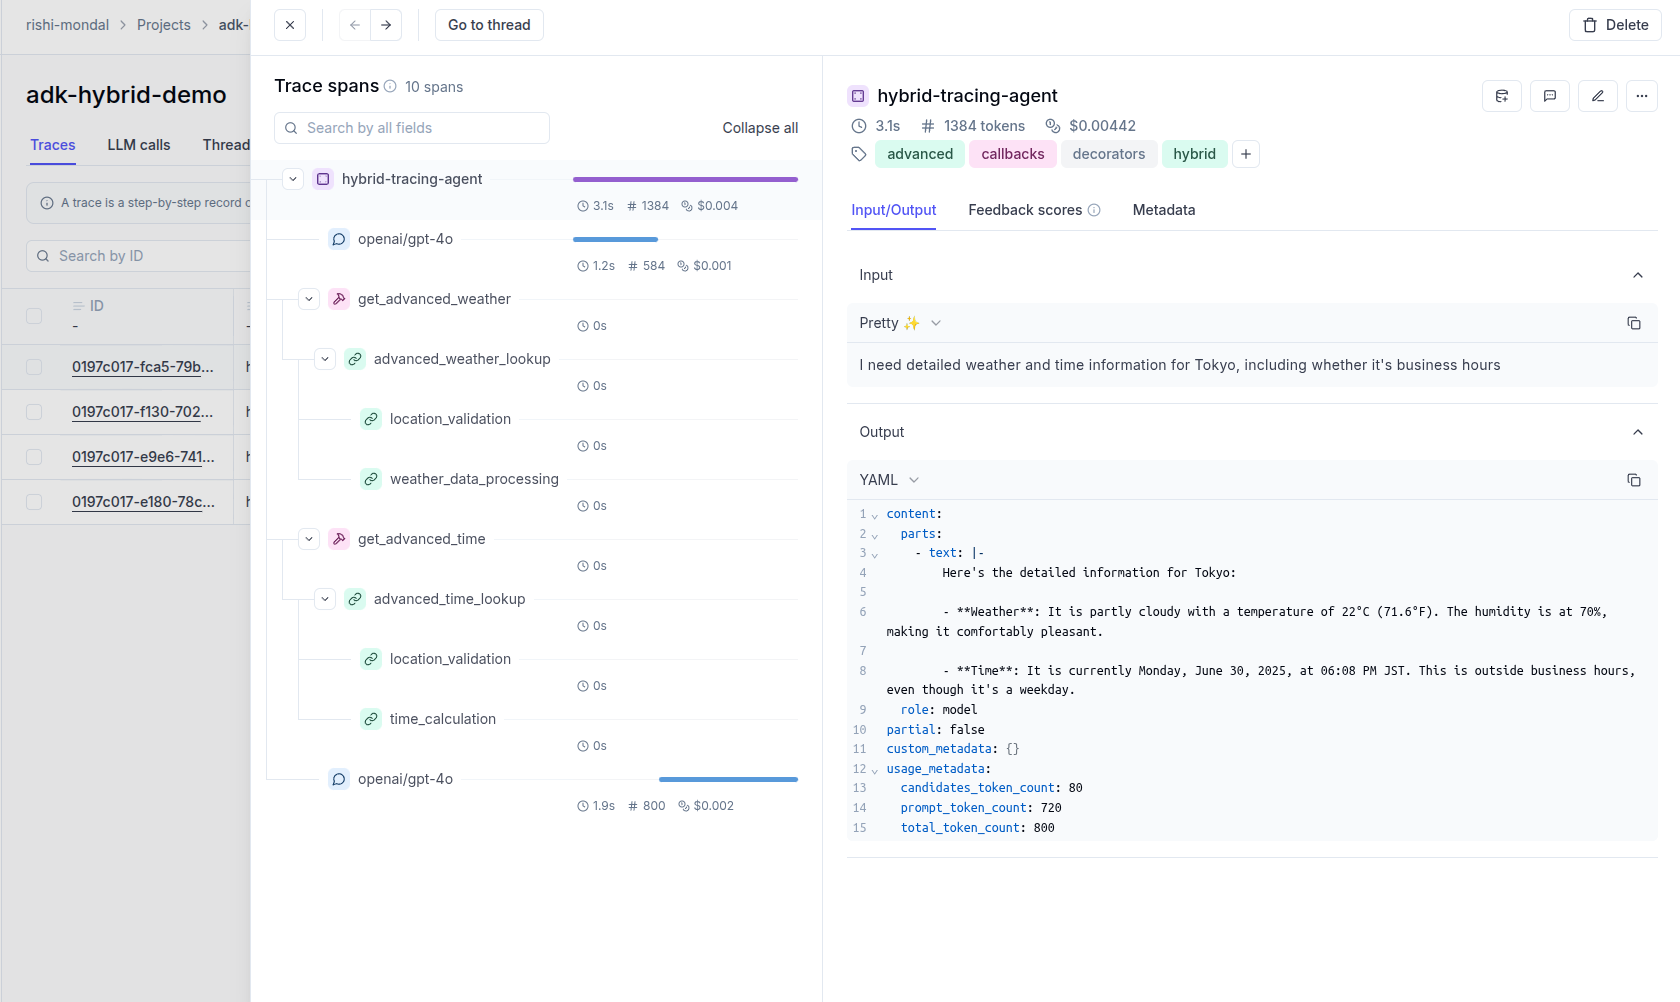 rishi-mondal > Projects > adk-
adk-hybrid-demo
Traces LLM calls Thread
A trace is a step-by-step record o
Search by ID
ID
-
0197c017-fca5-79b...
0197c017-f130-702...
0197c017-e9e6-741...
0197c017-e180-78c...
Go to thread
Delete
Trace spans 10 spans
Search by all fields
Collapse all
hybrid-tracing-agent
3.1s # 1384 $0.004
openai/gpt-4o
1.2s # 584 $0.001
get_advanced_weather
0s
advanced_weather_lookup
0s
location_validation
0s
weather_data_processing
0s
get_advanced_time
0s
advanced_time_lookup
0s
location_validation
0s
time_calculation
0s
openai/gpt-4o
1.9s # 800 $0.002
hybrid-tracing-agent
3.1s # 1384 tokens $0.00442
advanced callbacks decorators hybrid +
Input/Output Feedback scores Metadata
Input
Pretty ✨
I need detailed weather and time information for Tokyo, including whether it's business hours
Output
YAML
1 content:
2 parts:
3 - text: |-
4 Here's the detailed information for Tokyo:
5
6 - **Weather**: It is partly cloudy with a temperature of 22°C (71.6°F). The humidity is at 70%,
making it comfortably pleasant.
7
8 - **Time**: It is currently Monday, June 30, 2025, at 06:08 PM JST. This is outside business hours,
even though it's a weekday.
9 role: model
10 partial: false
11 custom_metadata: {}
12 usage_metadata:
13 candidates_token_count: 80
14 prompt_token_count: 720
15 total_token_count: 800